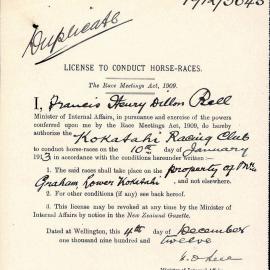 1912/3643
Duplicate
LICENSE TO CONDUCT HORSE-RACES.
The Race Meetings Act, 1909.
I, Francis Henry Dillon Bell
Minister of Internal Affairs, in pursuance and exercise of the powers
conferred upon me by the Race Meetings Act, 1909, do hereby
authorize the Kokatahi Racing Club
to conduct horse-races on the 10th day of January
1913 in accordance with the conditions hereunder written:—
1. The said races shall take place on the property of Mr
Graham Lower Kokatahi, and not elsewhere.
2. For other conditions (if any) see back hereof.
3. This license may be revoked at any time by the Minister of
Internal Affairs by notice in the New Zealand Gazette.
Dated at Wellington, this 4th day of December
one thousand nine hundred and twelve
Minister of Internal Affairs